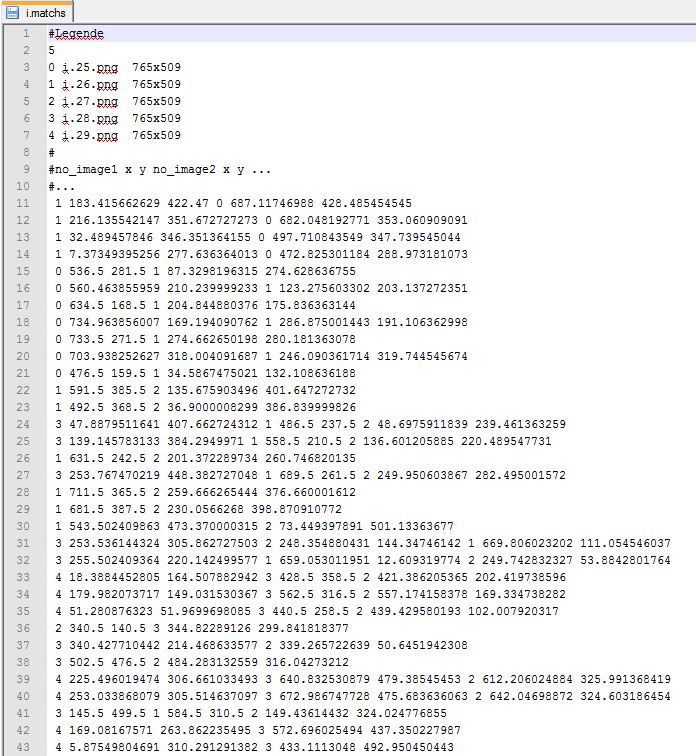 i.matchs
1 #Legende
2 5
3 0 i.25.png 765x509
4 1 i.26.png 765x509
5 2 i.27.png 765x509
6 3 i.28.png 765x509
7 4 i.29.png 765x509
8 #
9 #no_image1 x y no_image2 x y ...
10 #...
11 1 183.415662629 422.47 0 687.11746988 428.485454545
12 1 216.135542147 351.672727273 0 682.048192771 353.060909091
13 1 32.489457846 346.351364155 0 497.710843549 347.739545044
14 1 7.37349395256 277.636364013 0 472.825301184 288.973181073
15 0 536.5 281.5 1 87.3298196315 274.628636755
16 0 560.463855959 210.239999233 1 123.275603302 203.137272351
17 0 634.5 168.5 1 204.844880376 175.836363144
18 0 734.963856007 169.194090762 1 286.875001443 191.106362998
19 0 733.5 271.5 1 274.662650198 280.181363078
20 0 703.938252627 318.004091687 1 246.090361714 319.744545674
21 0 476.5 159.5 1 34.5867475021 132.108636188
22 1 591.5 385.5 2 135.675903496 401.647272732
23 1 492.5 368.5 2 36.9000008299 386.839999826
24 3 47.8879511641 407.662724312 1 486.5 237.5 2 48.6975911839 239.461363259
25 3 139.145783133 384.2949971 1 558.5 210.5 2 136.601205885 220.489547731
26 1 631.5 242.5 2 201.372289734 260.746820135
27 3 253.767470219 448.382727048 1 689.5 261.5 2 249.950603867 282.495001572
28 1 711.5 365.5 2 259.666265444 376.660001612
29 1 681.5 387.5 2 230.0566268 398.870910772
30 1 543.502409863 473.370000315 2 73.449397891 501.13363677
31 3 253.536144324 305.862727503 2 248.354880431 144.34746142 1 669.806023202 111.054546037
32 3 255.502409364 220.142499577 1 659.053011951 12.609319774 2 249.742832327 53.8842801764
33 4 18.3884452805 164.507882942 3 428.5 358.5 2 421.386205365 202.419738596
34 4 179.982073717 149.031530367 3 562.5 316.5 2 557.174158378 169.334738282
35 4 51.280876323 51.9699698085 3 440.5 258.5 2 439.429580193 102.007920317
36 2 340.5 140.5 3 344.82289126 299.841818377
37 3 340.427710442 214.468633577 2 339.265722639 50.6451942308
38 3 502.5 476.5 2 484.283132559 316.04273212
39 4 225.496019474 306.661033493 3 640.832530879 479.38545453 2 612.206024884 325.991368419
40 4 253.033868079 305.514637097 3 672.986747728 475.683636063 2 642.04698872 324.603186454
41 3 145.5 499.5 1 584.5 310.5 2 149.43614432 324.024776855
42 4 169.08167571 263.862235495 3 572.696025494 437.350227987
43 4 5.87549804691 310.291291382 3 433.1113048 492.950450443